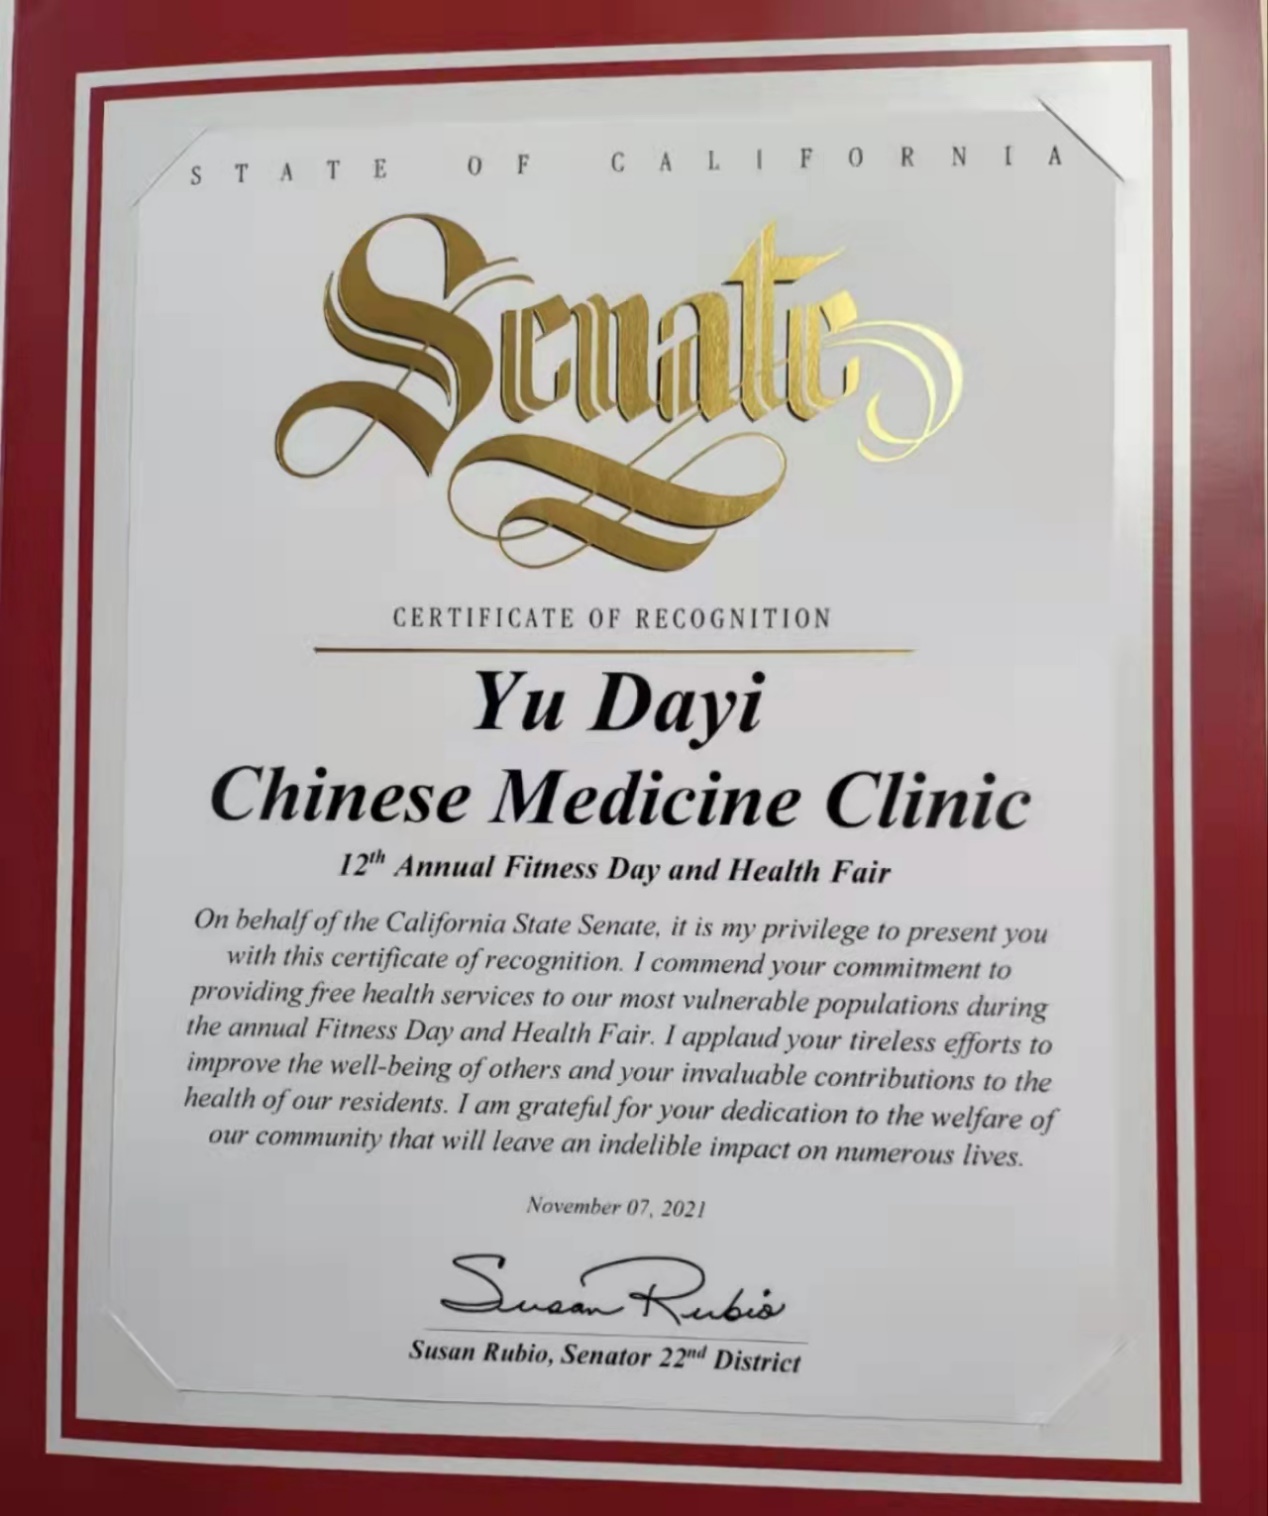 STATE OF CALIFORNIA
Senate
CERTIFICATE OF RECOGNITION
Yu Dayi
Chinese Medicine Clinic
12th Annual Fitness Day and Health Fair
On behalf of the California State Senate, it is my privilege to present you
with this certificate of recognition. I commend your commitment to
providing free health services to our most vulnerable populations during
the annual Fitness Day and Health Fair. I applaud your tireless efforts to
improve the well-being of others and your invaluable contributions to the
health of our residents. I am grateful for your dedication to the welfare of
our community that will leave an indelible impact on numerous lives.
November 07, 2021
Susan Rubio
Susan Rubio, Senator 22nd District